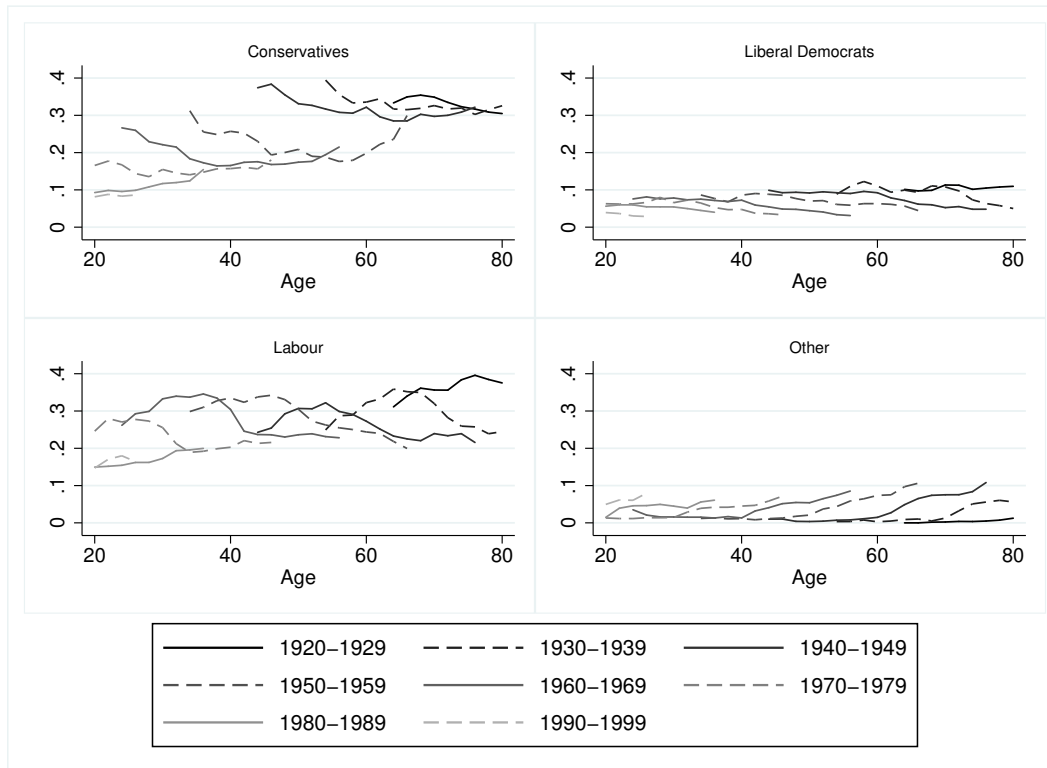 Conservatives
.4
.3
.2
.1
0
20 40 60 80
Age
Liberal Democrats
.4
.3
.2
.1
0
20 40 60 80
Age
Labour
.4
.3
.2
.1
0
20 40 60 80
Age
Other
.4
.3
.2
.1
0
20 40 60 80
Age
1920–1929 1930–1939 1940–1949
1950–1959 1960–1969 1970–1979
1980–1989 1990–1999